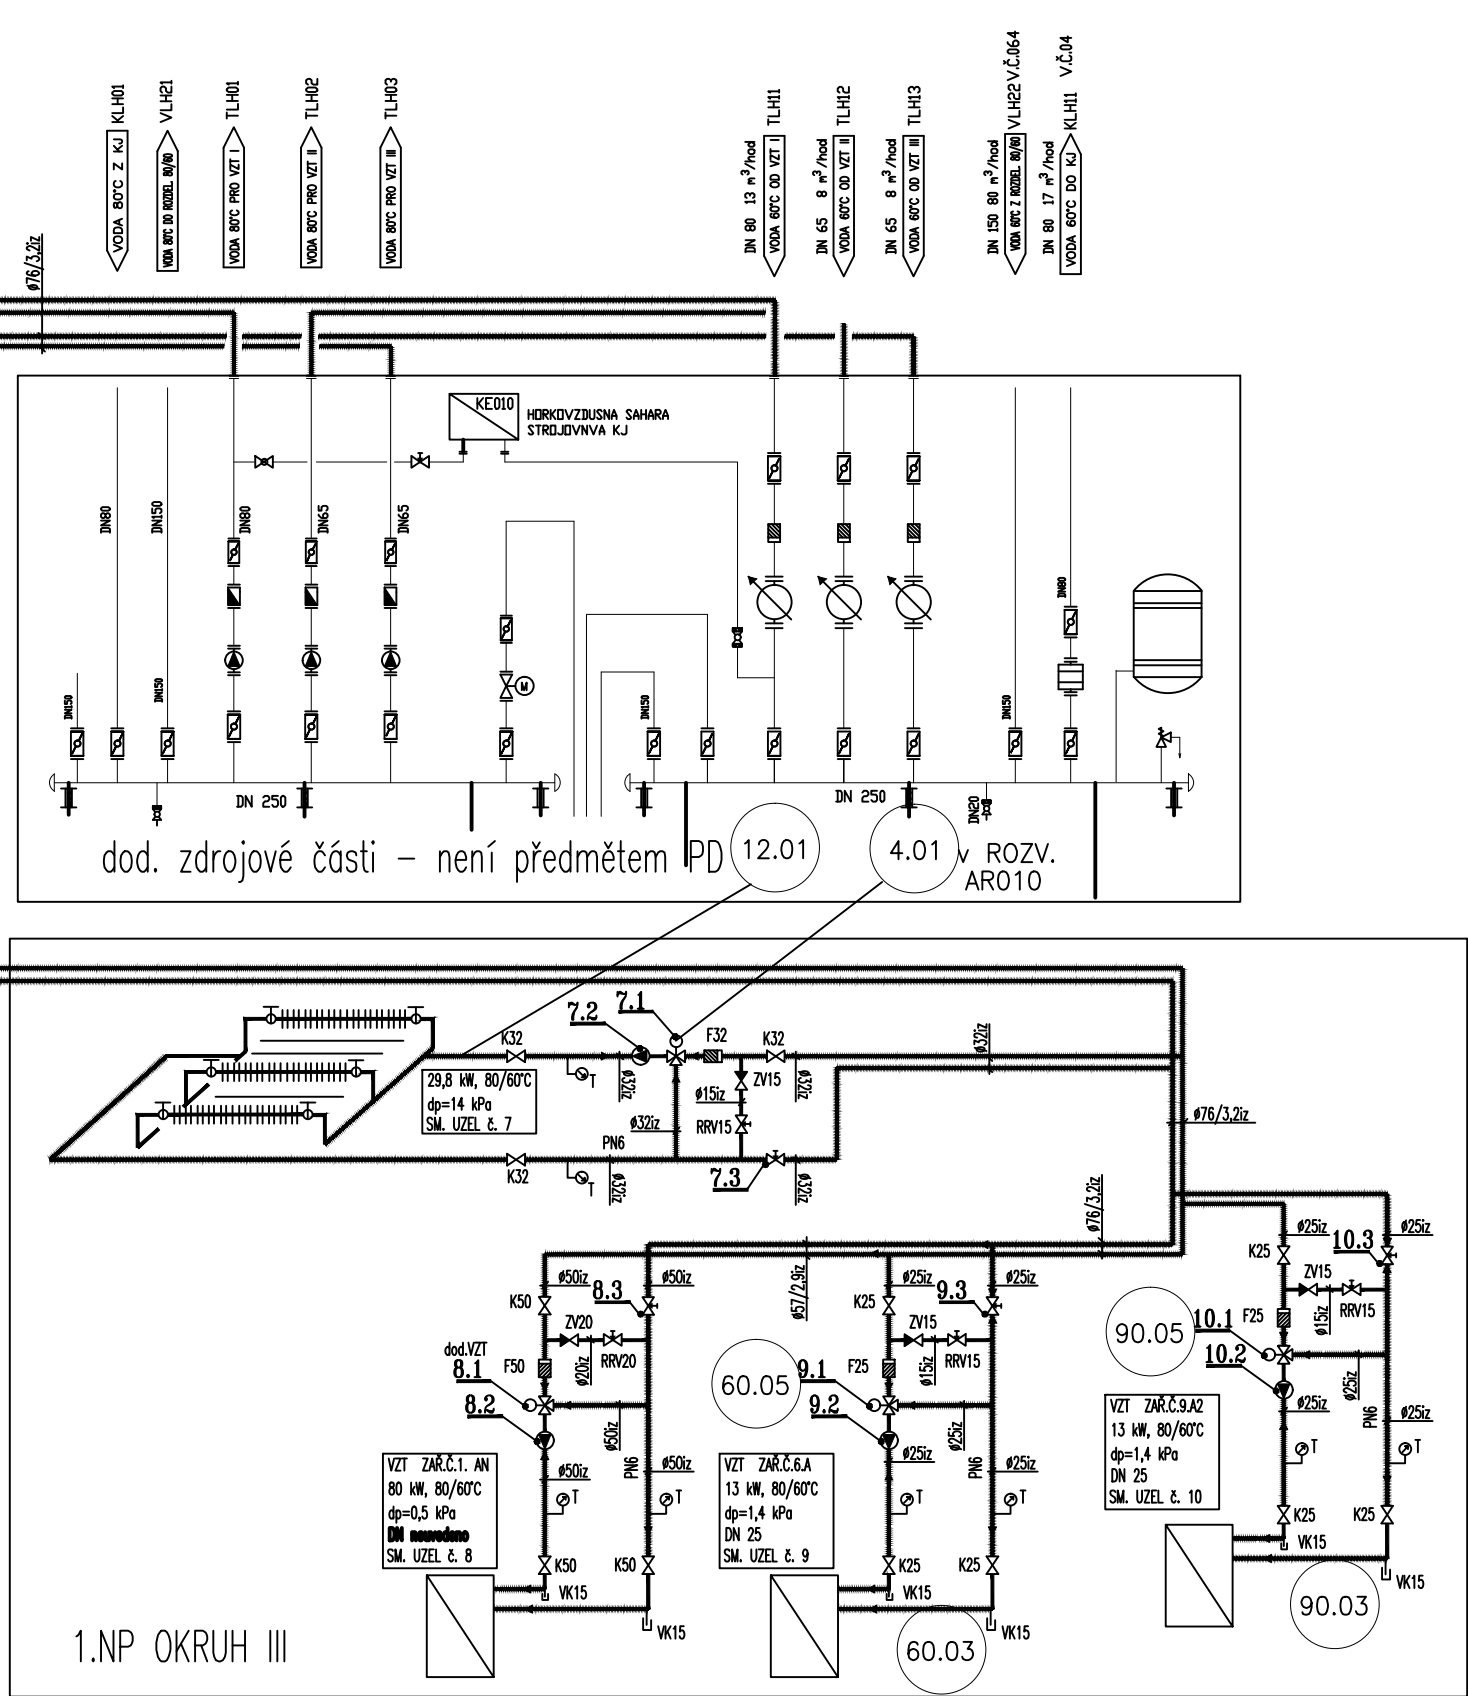 KLH01
VODA 80°C Z KJ
VLH21
VODA 80°C DO ROZDEL 80/60
TLH01
VODA 80°C PRO VZT I
TLH02
VODA 80°C PRO VZT II
TLH03
VODA 80°C PRO VZT III
DN 80 13 m³/hod
TLH11
VODA 60°C OD VZT I
DN 65 8 m³/hod
TLH12
VODA 60°C OD VZT II
DN 65 8 m³/hod
TLH13
VODA 60°C OD VZT III
DN 150 80 m³/hod
VLH22 V.Č.064
VODA 60°C Z ROZDEL 80/60
DN 80 17 m³/hod
KLH11 V.Č.04
VODA 60°C DO KJ
ø76/3,2iz
KE010
HORKOVZDUSNA SAHARA
STROJOVNVA KJ
DN80
DN150
DN80
DN65
DN65
DN80
DN150
DN150
DN150
DN150
M
DN 250
DN 250
DN20
dod. zdrojové části – není předmětem PD
12.01
4.01
v ROZV.
AR010
7.2
7.1
K32
F32
K32
ø32iz
T
ø32iz
ZV15
ø32iz
29,8 kW, 80/60°C
dp=14 kPa
SM. UZEL č. 7
ø15iz
ø32iz
RRV15
PN6
K32
T
ø32iz
7.3
ø32iz
ø76/3,2iz
ø76/3,2iz
ø57/2,9iz
ø50iz
ø50iz
8.3
K50
ZV20
RRV20
ø20iz
dod.VZT
8.1
F50
8.2
ø50iz
PN6
ø50iz
ø50iz
T
T
VZT ZAŘ.Č.1. AN
80 kW, 80/60°C
dp=0,5 kPa
DN neuvedeno
SM. UZEL č. 8
K50
K50
VK15
VK15
ø25iz
ø25iz
9.3
K25
ZV15
RRV15
ø15iz
60.05
9.1
F25
9.2
ø25iz
PN6
ø25iz
ø25iz
T
T
VZT ZAŘ.Č.6.A
13 kW, 80/60°C
dp=1,4 kPa
DN 25
SM. UZEL č. 9
K25
K25
VK15
VK15
60.03
ø25iz
ø25iz
10.3
K25
ZV15
RRV15
ø15iz
90.05
10.1
F25
10.2
ø25iz
ø25iz
PN6
ø25iz
T
T
VZT ZAŘ.Č.9.A2
13 kW, 80/60°C
dp=1,4 kPa
DN 25
SM. UZEL č. 10
K25
K25
VK15
VK15
90.03
1.NP OKRUH III